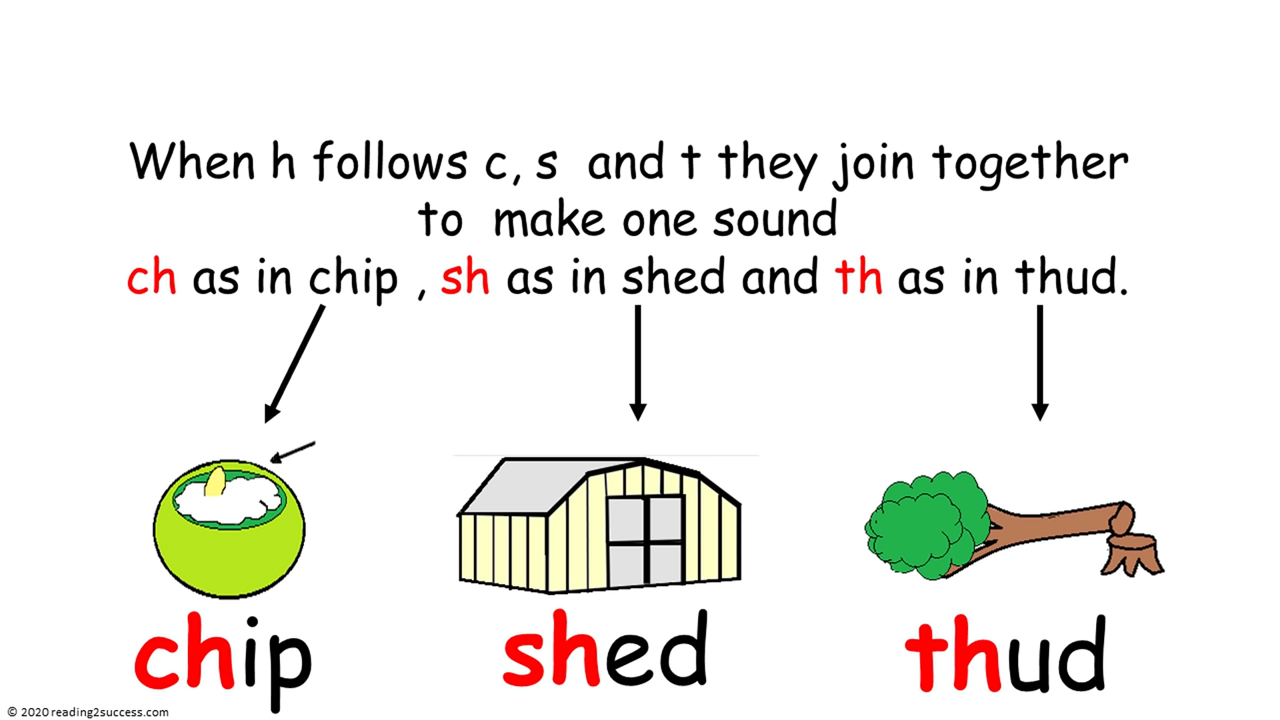 When h follows c, s  and t they join together
to  make one sound
ch as in chip , sh as in shed and th as in thud.
chip
shed
thud
© 2020 reading2success.com